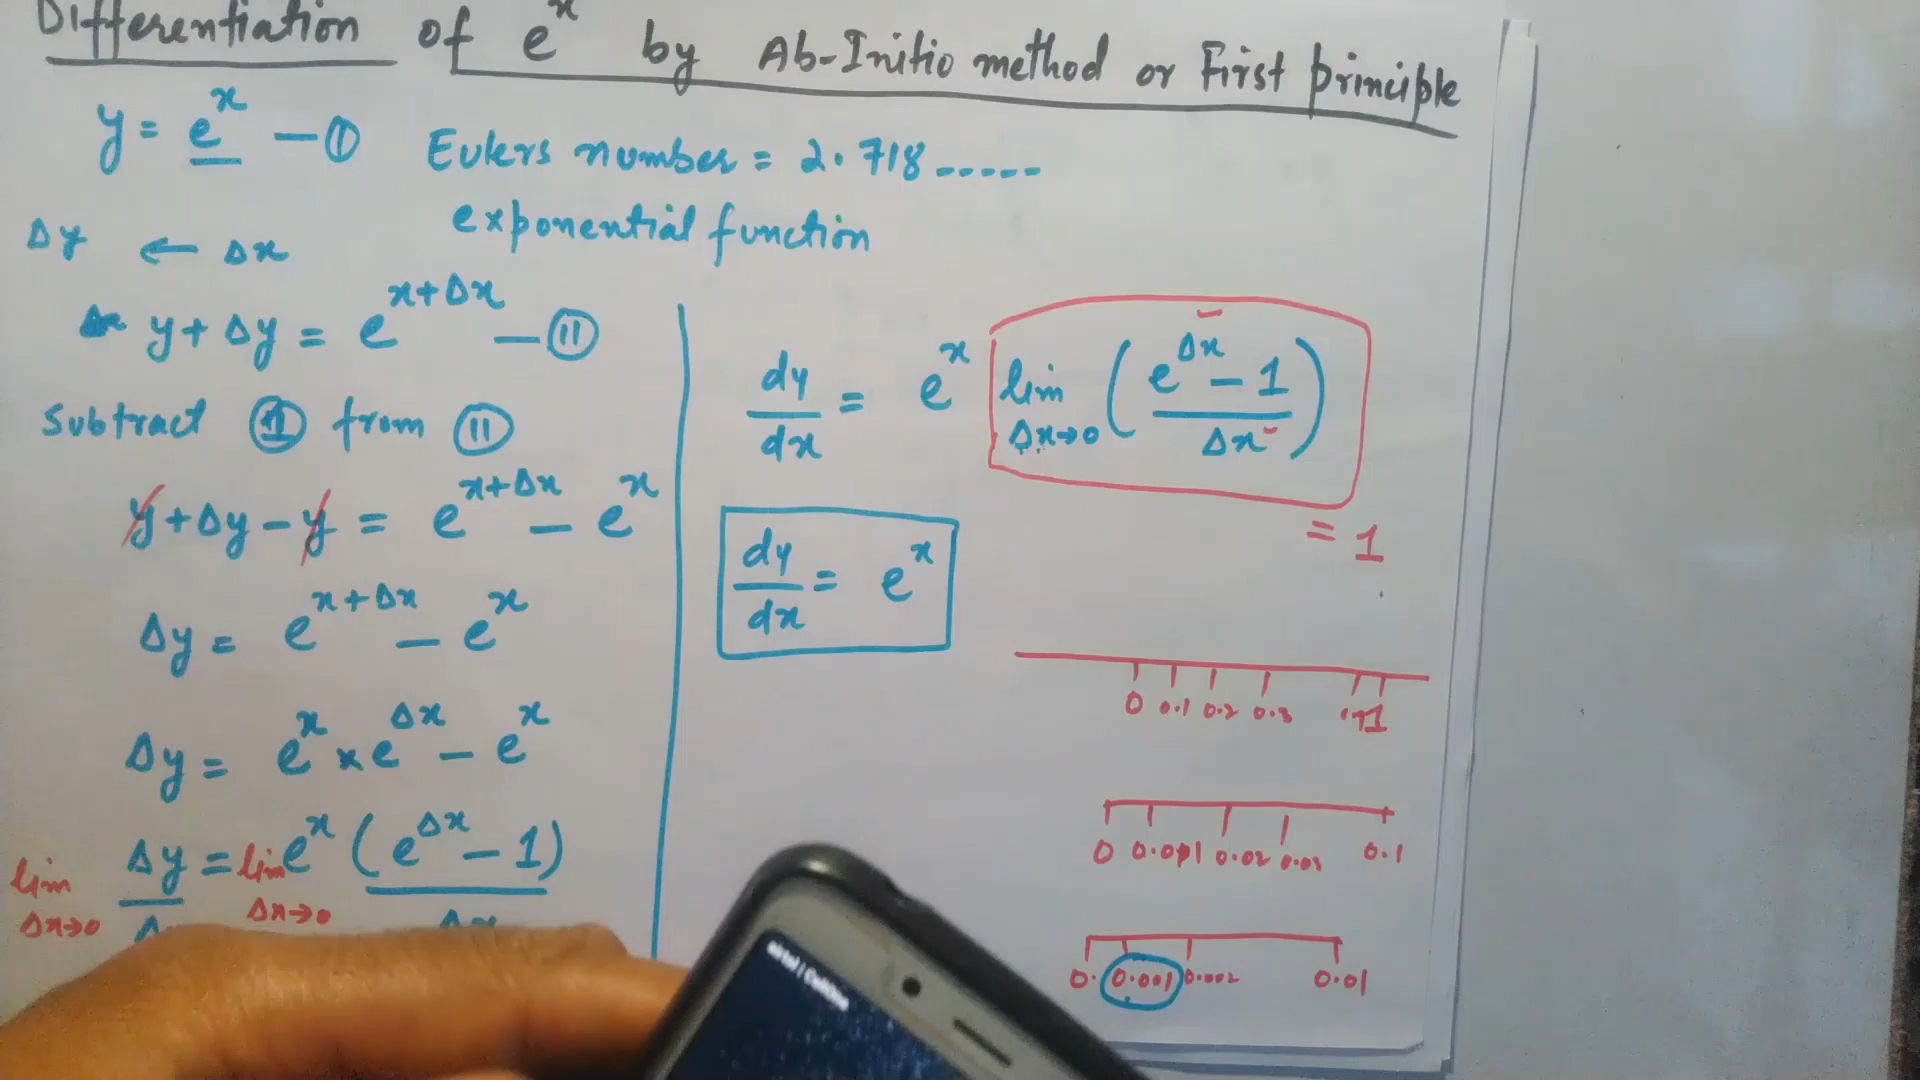 Differentiation of e^x by Ab-Initio method or First principle
y = e^x — ①
Eulers number = 2.718.....
exponential function
Δy ← Δx
y + Δy = e^(x+Δx) — ⑪
Subtract ① from ⑪
y + Δy - y = e^(x+Δx) - e^x
Δy = e^(x+Δx) - e^x
Δy = e^x × e^Δx - e^x
lim Δx→0 Δy/Δ = lim Δx→0 e^x (e^Δx - 1)/Δx
dy/dx = e^x lim Δx→0 ((e^Δx - 1)/Δx)
= 1
dy/dx = e^x
0 0.1 0.2 0.3 1
0 0.01 0.02 0.03 0.1
0. 0.001 0.002 0.01
airtel |